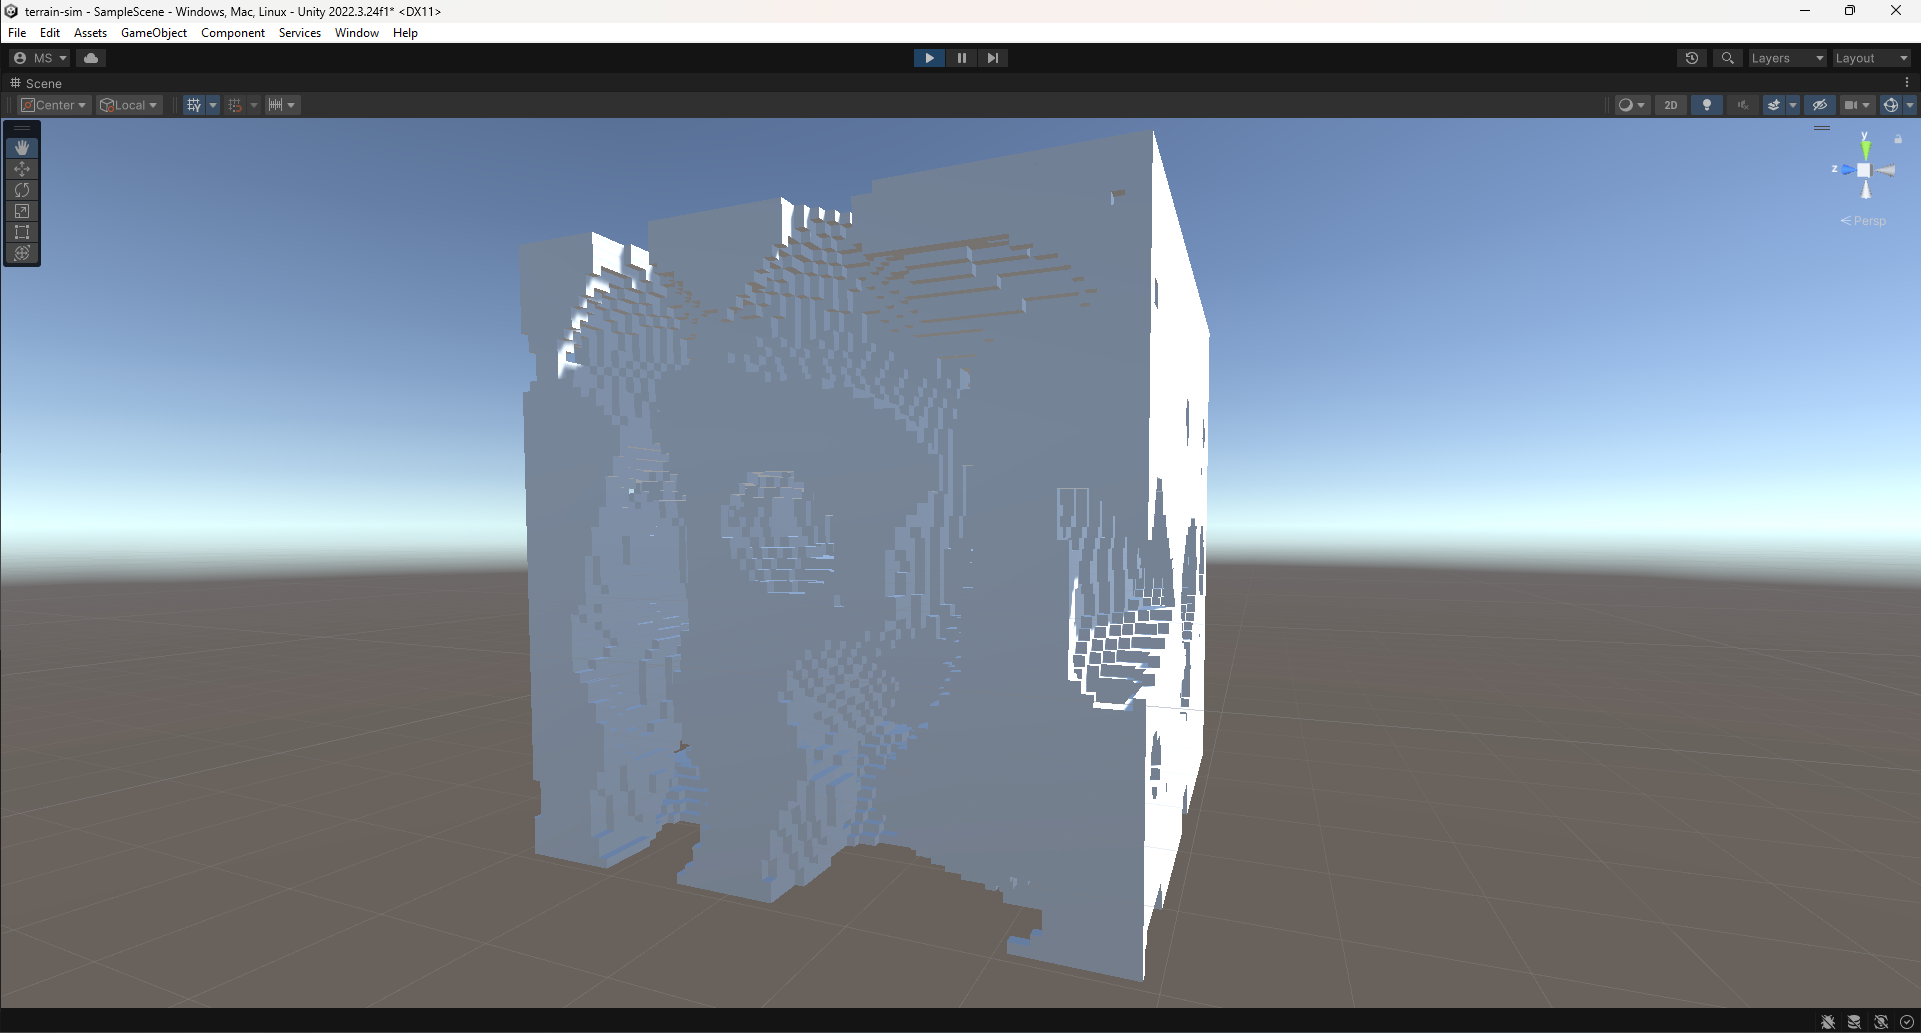 terrain-sim - SampleScene - Windows, Mac, Linux - Unity 2022.3.24f1* <DX11>
File Edit Assets GameObject Component Services Window Help
MS Layers Layout
Scene
Center Local 2D
y
z
Persp